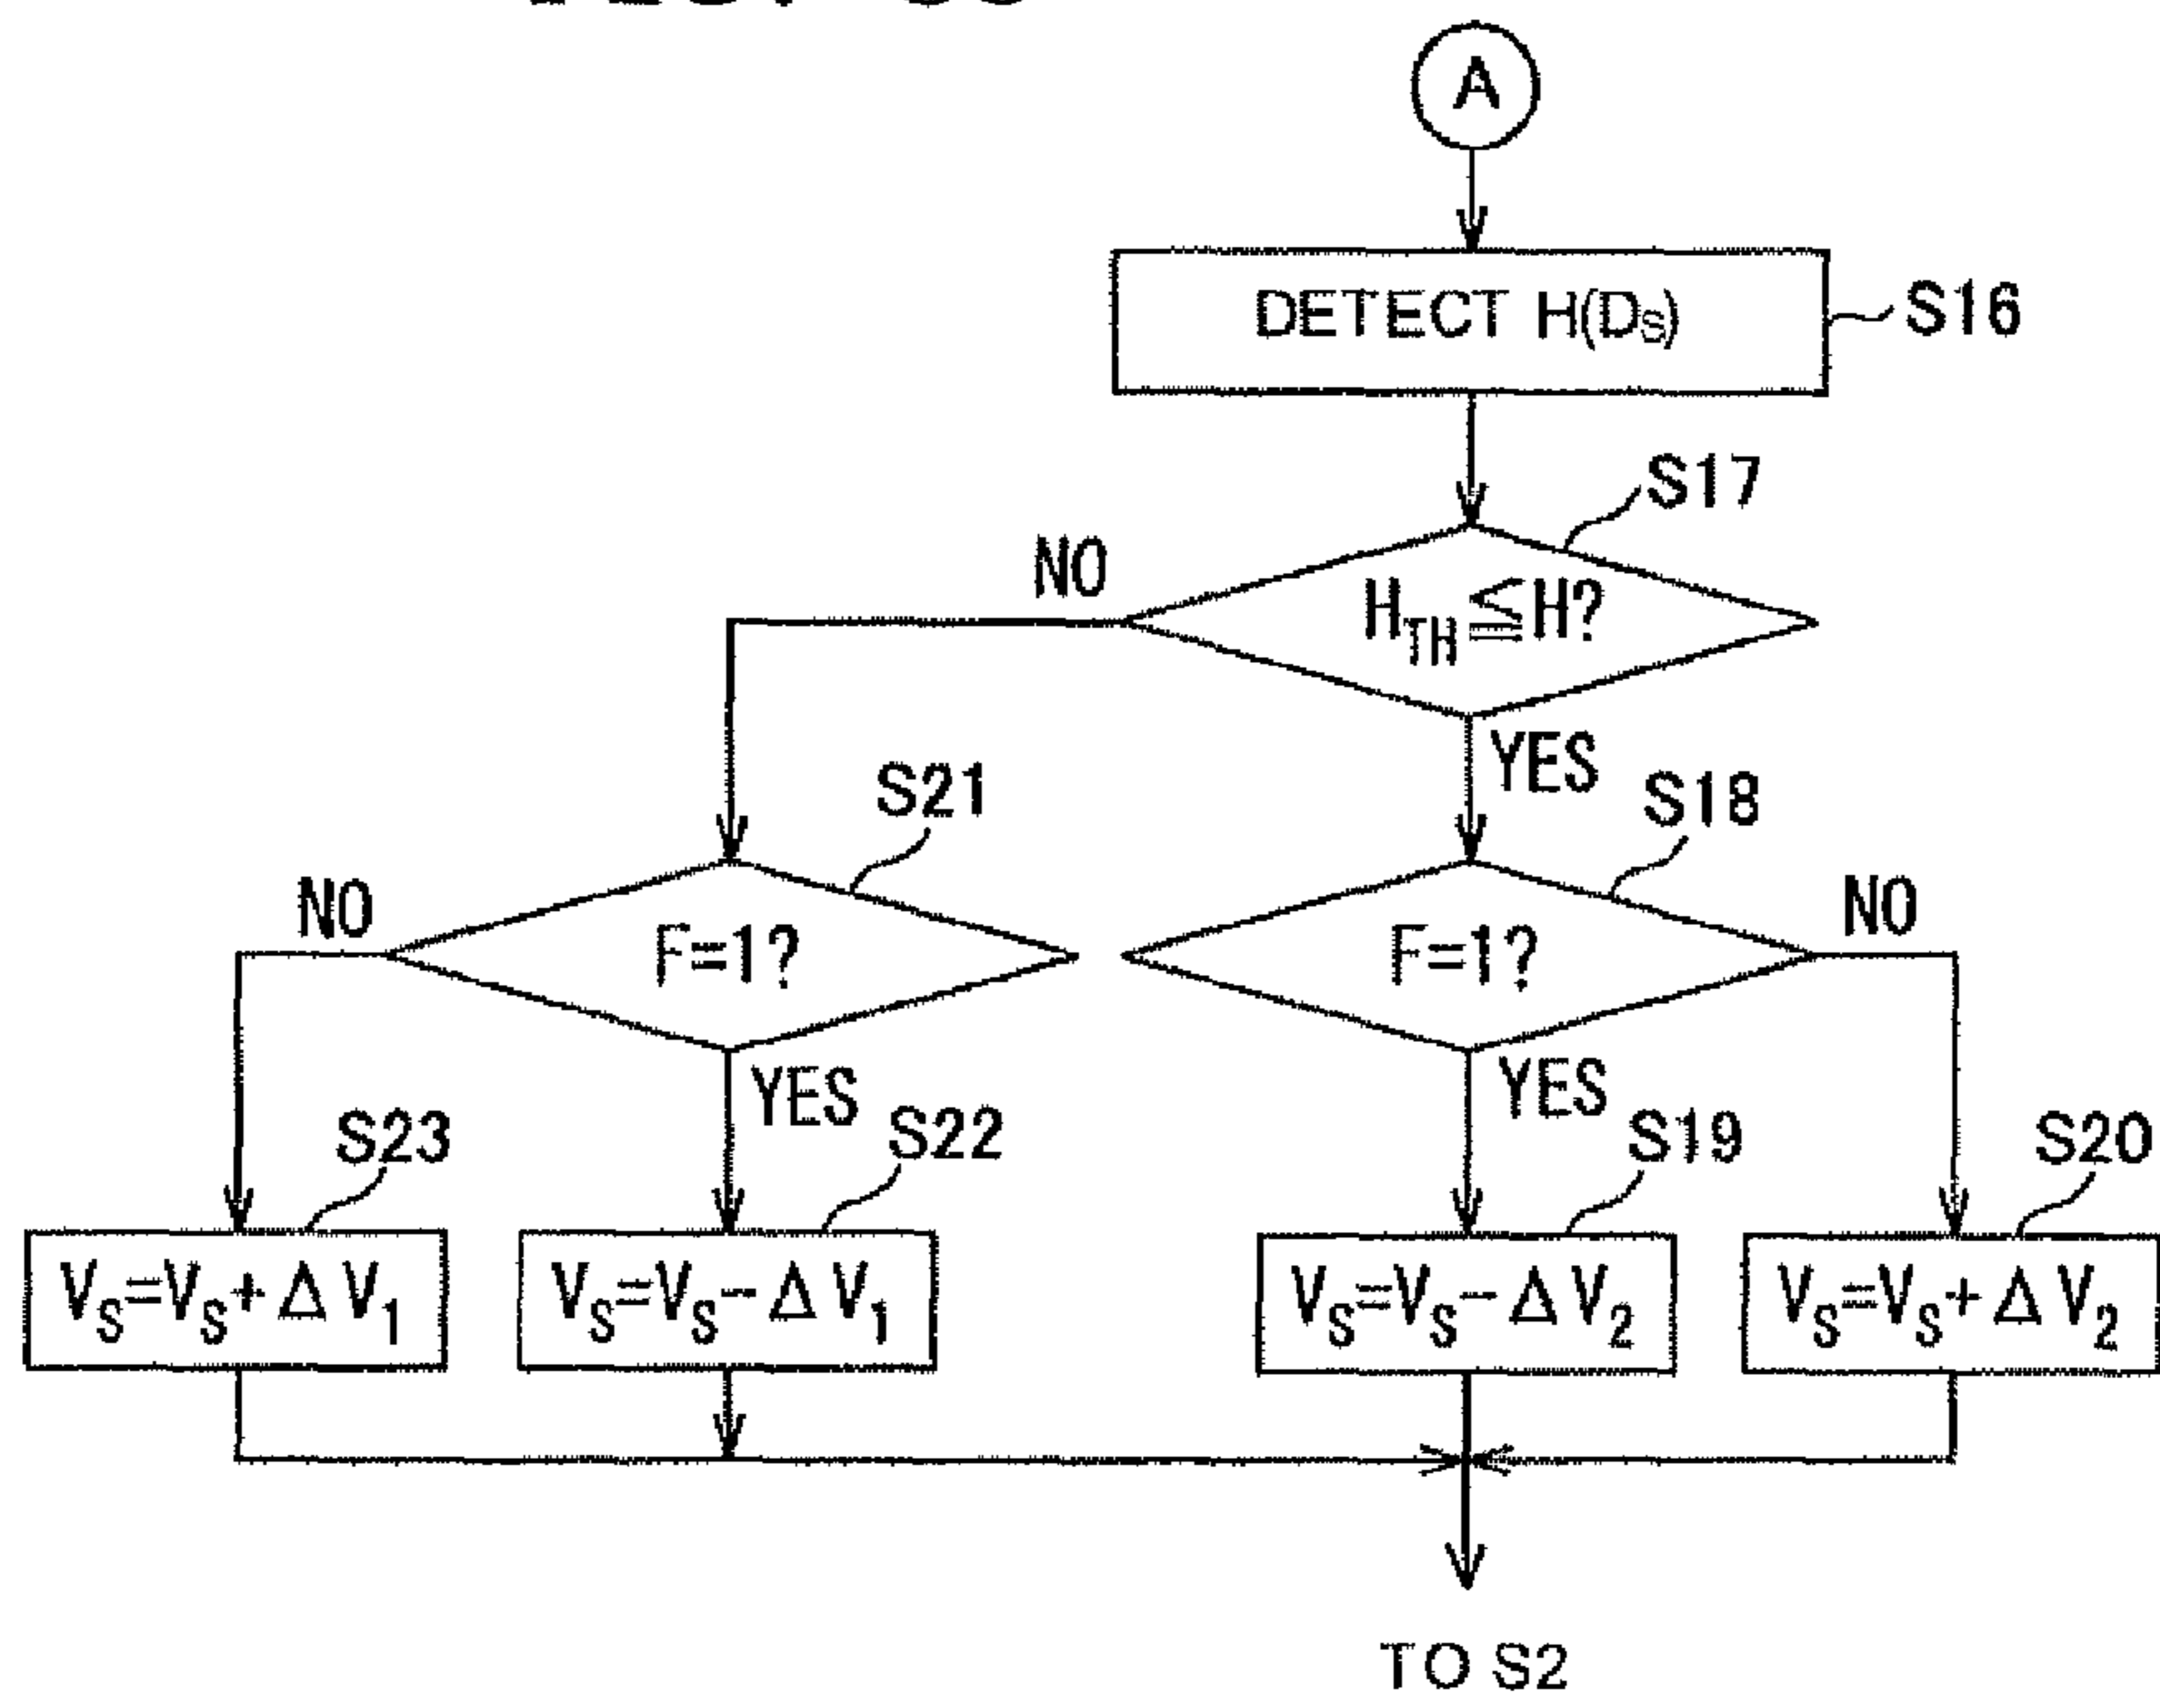 A
DETECT H(D_S)
S16
S17
NO
H_TH≦H?
YES
S21
S18
NO
F=1?
F=1?
NO
YES
YES
S23
S22
S19
S20
V_S=V_S+ΔV_1
V_S=V_S-ΔV_1
V_S=V_S-ΔV_2
V_S=V_S+ΔV_2
TO S2